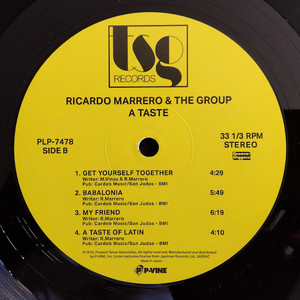 tsg
RECORDS
RICARDO MARRERO & THE GROUP
A TASTE
PLP-7478
SIDE B
33 1/3 RPM
STEREO
1. GET YOURSELF TOGETHER 4:29
Writer: M.Vinas & R.Marrero
Pub: Cardeb Music/San Judas - BMI
2. BABALONIA 5:49
Writer: R.Marrero
Pub: Cardeb Music/San Judas - BMI
3. MY FRIEND 6:19
Writer: R.Marrero
Pub: Cardeb Music/San Judas - BMI
4. A TASTE OF LATIN 4:10
Writer: R.Marrero
Pub: Cardeb Music/San Judas - BMI
Made in Japan
P-VINE